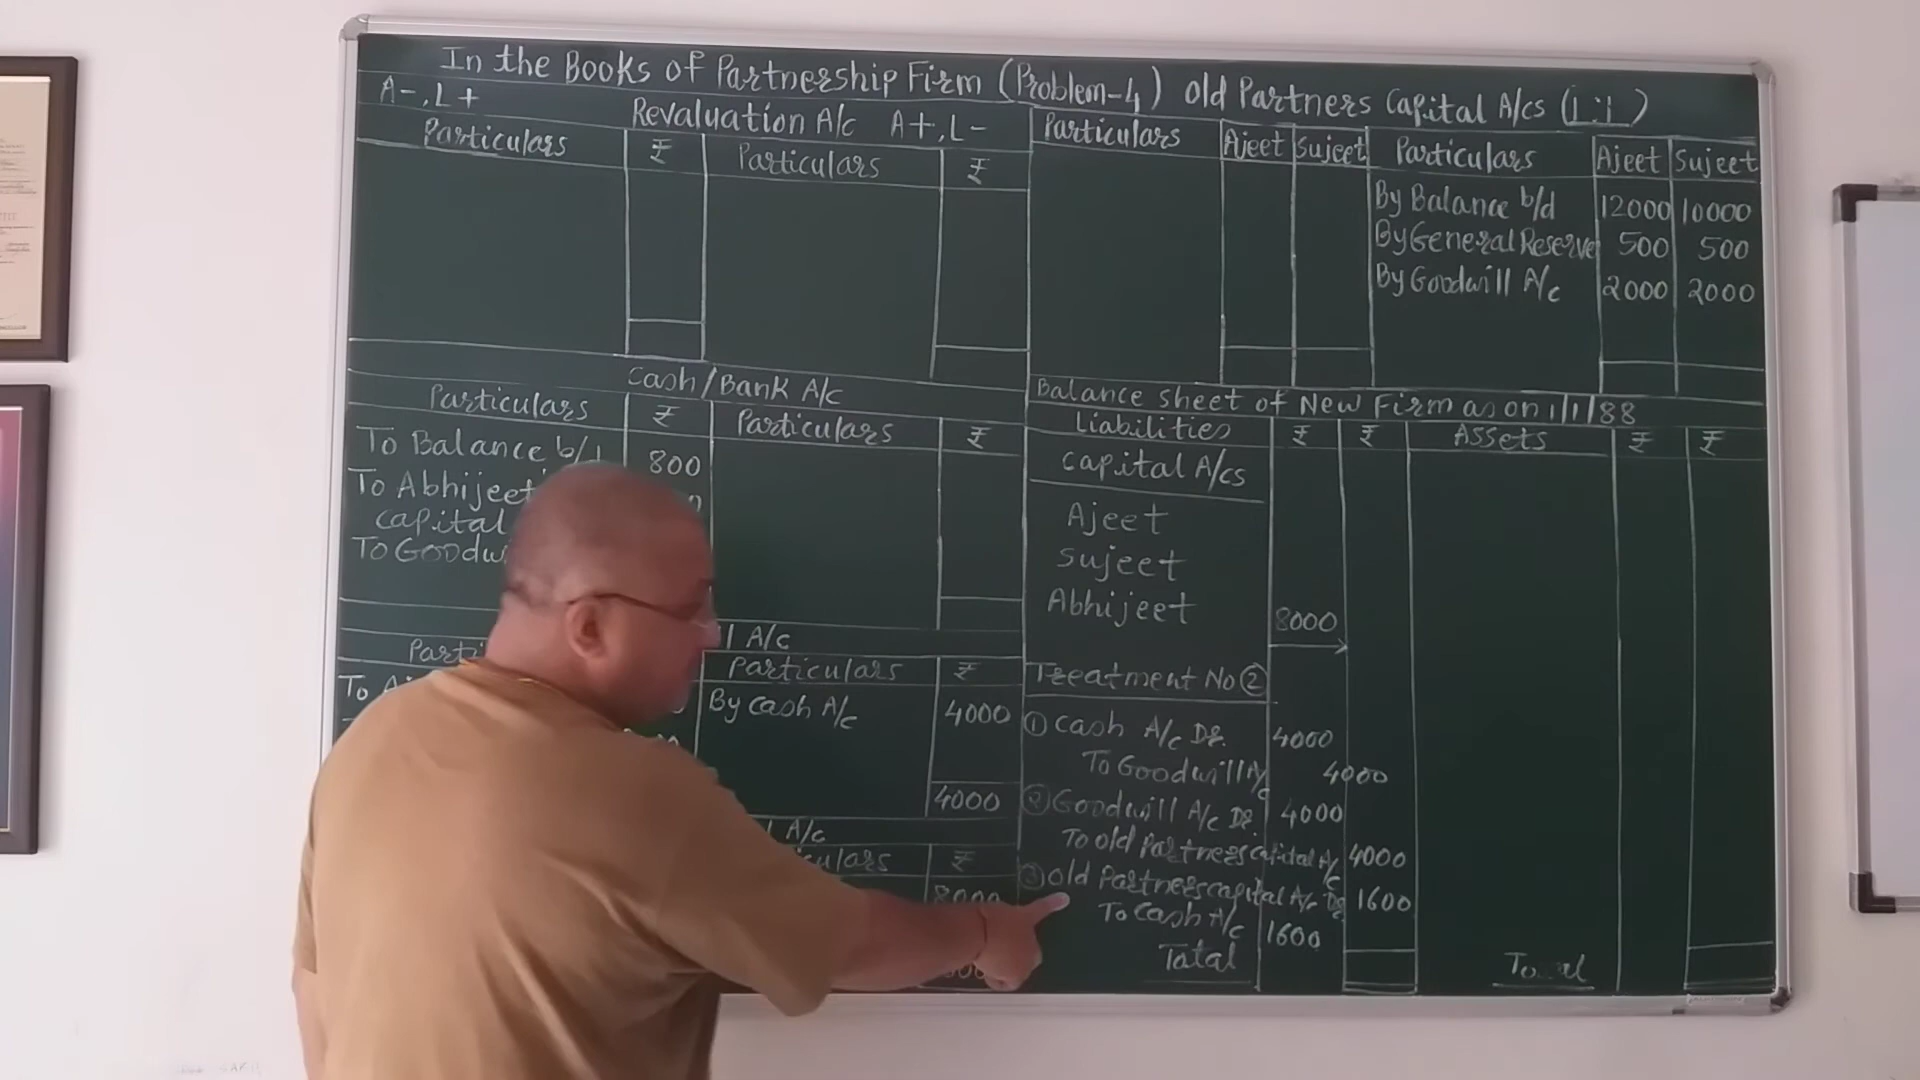 In the Books of Partnership Firm (Problem-4) Old Partners Capital A/cs (1:1)
A-, L+ Revaluation A/c A+, L-
Particulars ₹ Particulars ₹
Particulars Ajeet Sujeet Particulars Ajeet Sujeet
By Balance b/d 12000 10000
By General Reserve 500 500
By Goodwill A/c 2000 2000
Cash/Bank A/c
Particulars ₹ Particulars ₹
To Balance b/d 800
To Abhijeet
capital
To
Balance sheet of New Firm as on 1/1/88
Liabilities ₹ ₹ Assets ₹ ₹
Capital A/cs
Ajeet
Sujeet
Abhijeet 8000
A/c
Particulars ₹
To
By cash A/c 4000
4000
A/c
₹
8000
Treatment No ②
① Cash A/c Dr. 4000
To Goodwill A/c 4000
② Goodwill A/c Dr. 4000
To old Partners capital A/c 4000
③ Old Partners capital A/c Dr 1600
To Cash A/c 1600
Total